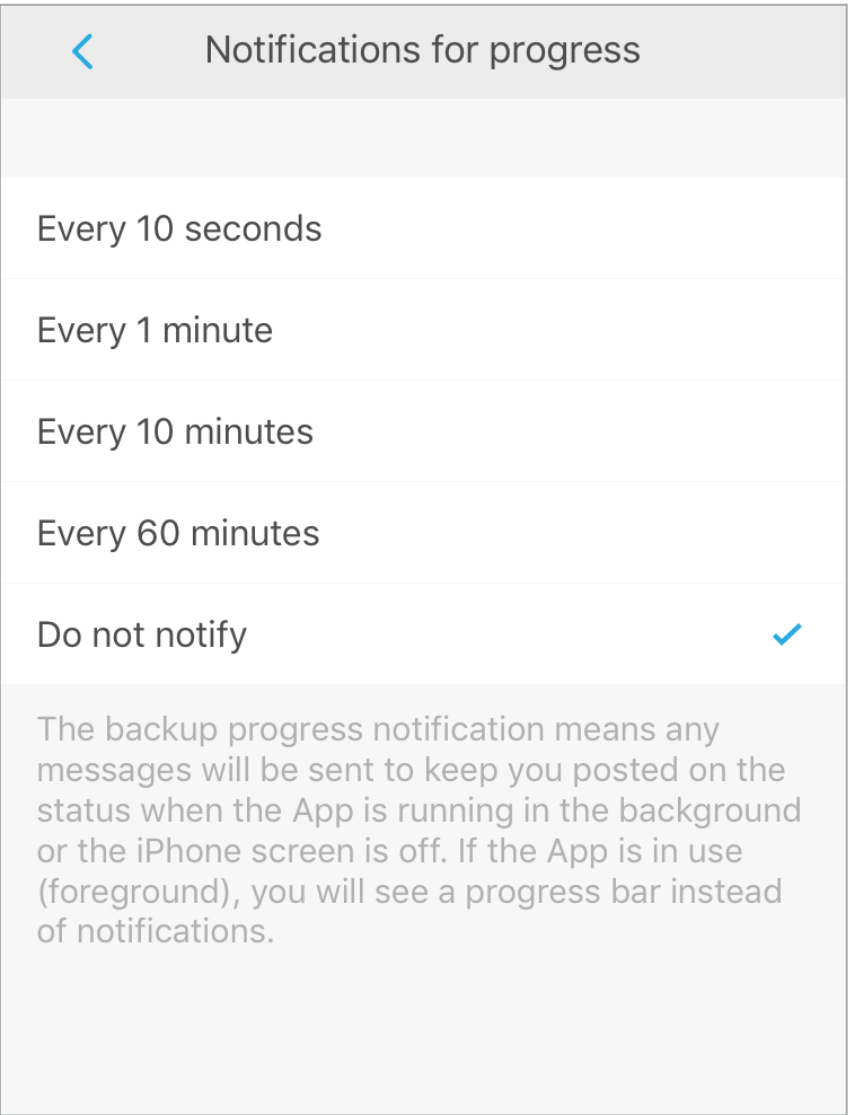 Notifications for progress
Every 10 seconds
Every 1 minute
Every 10 minutes
Every 60 minutes
Do not notify
The backup progress notification means any
messages will be sent to keep you posted on the
status when the App is running in the background
or the iPhone screen is off. If the App is in use
(foreground), you will see a progress bar instead
of notifications.